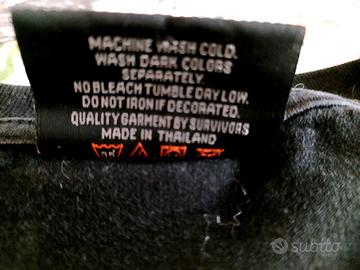 MACHINE WASH COLD.
WASH DARK COLORS
SEPARATELY.
NO BLEACH TUMBLE DRY LOW.
DO NOT IRON IF DECORATED.
QUALITY GARMENT BY SURVIVORS
MADE IN THAILAND
subito